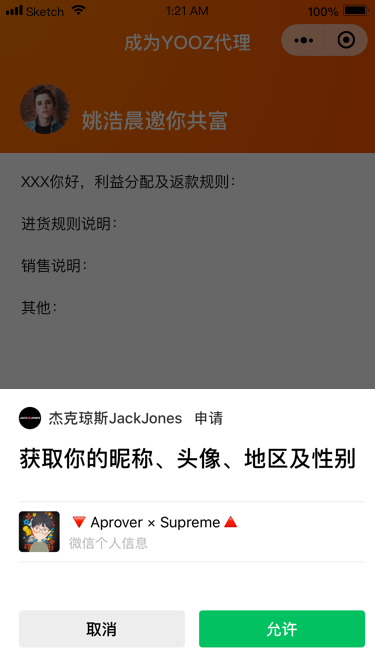 Sketch 1:21 AM 100%
成为YOOZ代理
姚浩晨邀你共富
XXX你好，利益分配及返款规则：
进货规则说明：
销售说明：
其他：
JACK&JONES
杰克琼斯JackJones 申请
获取你的昵称、头像、地区及性别
🔻 Aprover × Supreme 🔺
微信个人信息
取消 允许